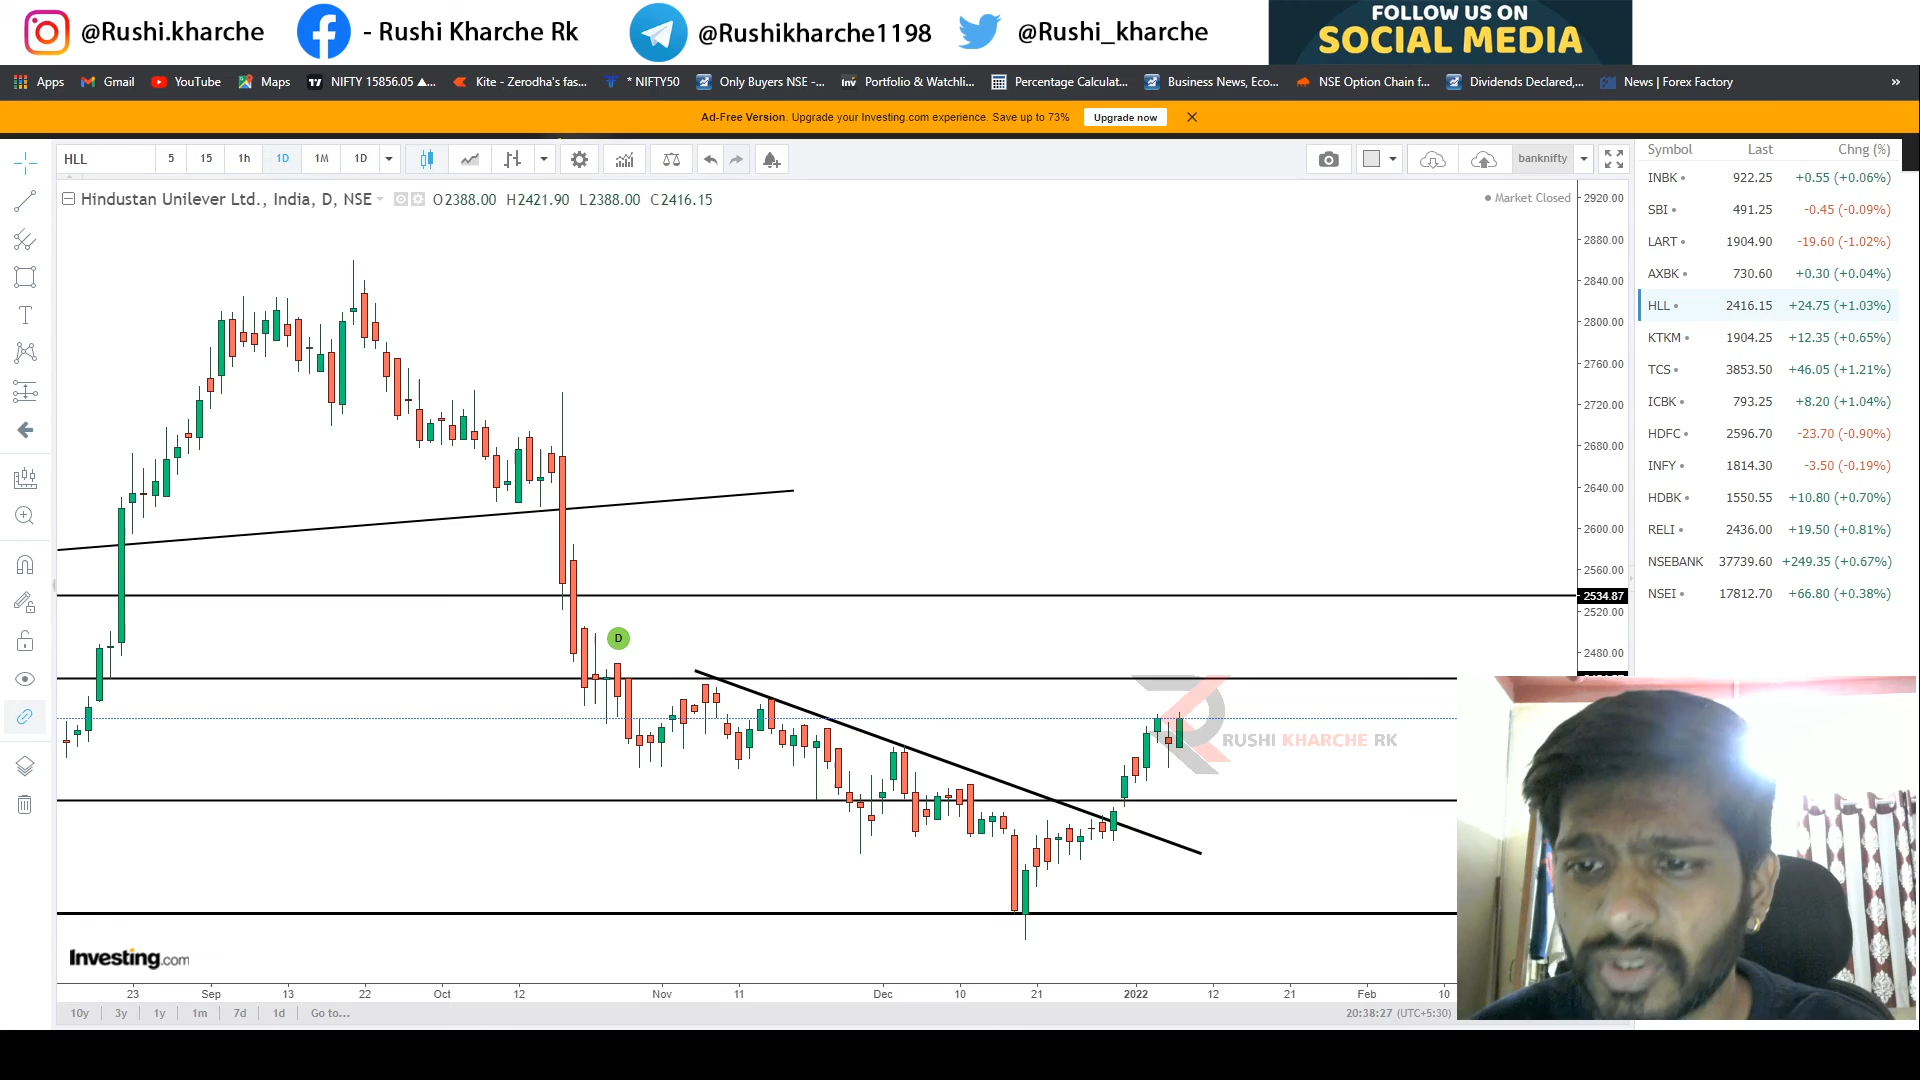 @Rushi.kharche - Rushi Kharche Rk @Rushikharche1198 @Rushi_kharche
FOLLOW US ON
SOCIAL MEDIA
Apps Gmail YouTube Maps NIFTY 15856.05 ▲... Kite - Zerodha's fas... * NIFTY50 Only Buyers NSE -... Inv Portfolio & Watchli... Percentage Calculat... Business News, Eco... NSE Option Chain f... Dividends Declared,... News | Forex Factory »
Ad-Free Version. Upgrade your Investing.com experience. Save up to 73% Upgrade now
HLL 5 15 1h 1D 1M 1D banknifty
Hindustan Unilever Ltd., India, D, NSE O2388.00 H2421.90 L2388.00 C2416.15
Market Closed
2920.00
2880.00
2840.00
2800.00
2760.00
2720.00
2680.00
2640.00
2600.00
2560.00
2534.87
2520.00
2480.00
D
RUSHI KHARCHE RK
Investing.com
23 Sep 13 22 Oct 12 Nov 11 Dec 10 21 2022 12 21 Feb 10
10y 3y 1y 1m 7d 1d Go to... 20:38:27 (UTC+5:30)
Symbol Last Chng (%)
INBK 922.25 +0.55 (+0.06%)
SBI 491.25 -0.45 (-0.09%)
LART 1904.90 -19.60 (-1.02%)
AXBK 730.60 +0.30 (+0.04%)
HLL 2416.15 +24.75 (+1.03%)
KTKM 1904.25 +12.35 (+0.65%)
TCS 3853.50 +46.05 (+1.21%)
ICBK 793.25 +8.20 (+1.04%)
HDFC 2596.70 -23.70 (-0.90%)
INFY 1814.30 -3.50 (-0.19%)
HDBK 1550.55 +10.80 (+0.70%)
RELI 2436.00 +19.50 (+0.81%)
NSEBANK 37739.60 +249.35 (+0.67%)
NSEI 17812.70 +66.80 (+0.38%)